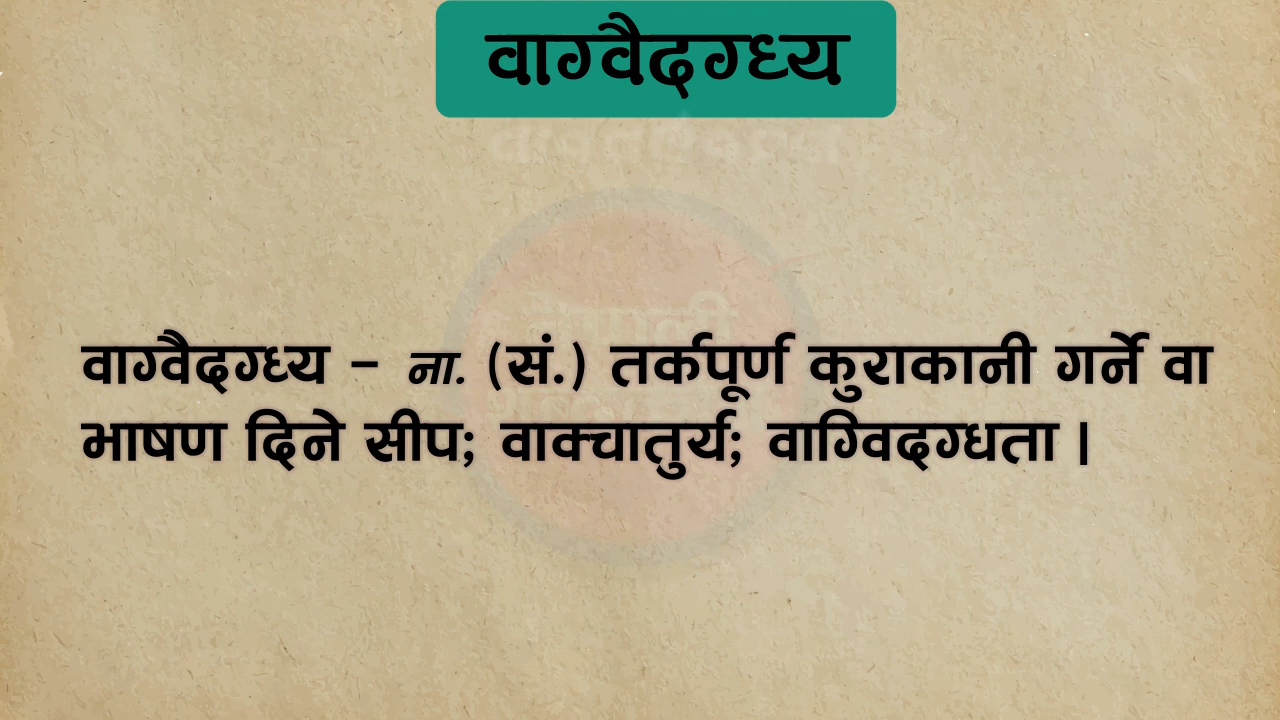 वाग्वैदग्ध्य
वाग्वैदग्ध्य - ना. (सं.) तर्कपूर्ण कुराकानी गर्ने वा
भाषण दिने सीप; वाक्चातुर्य; वाग्विदग्धता ।